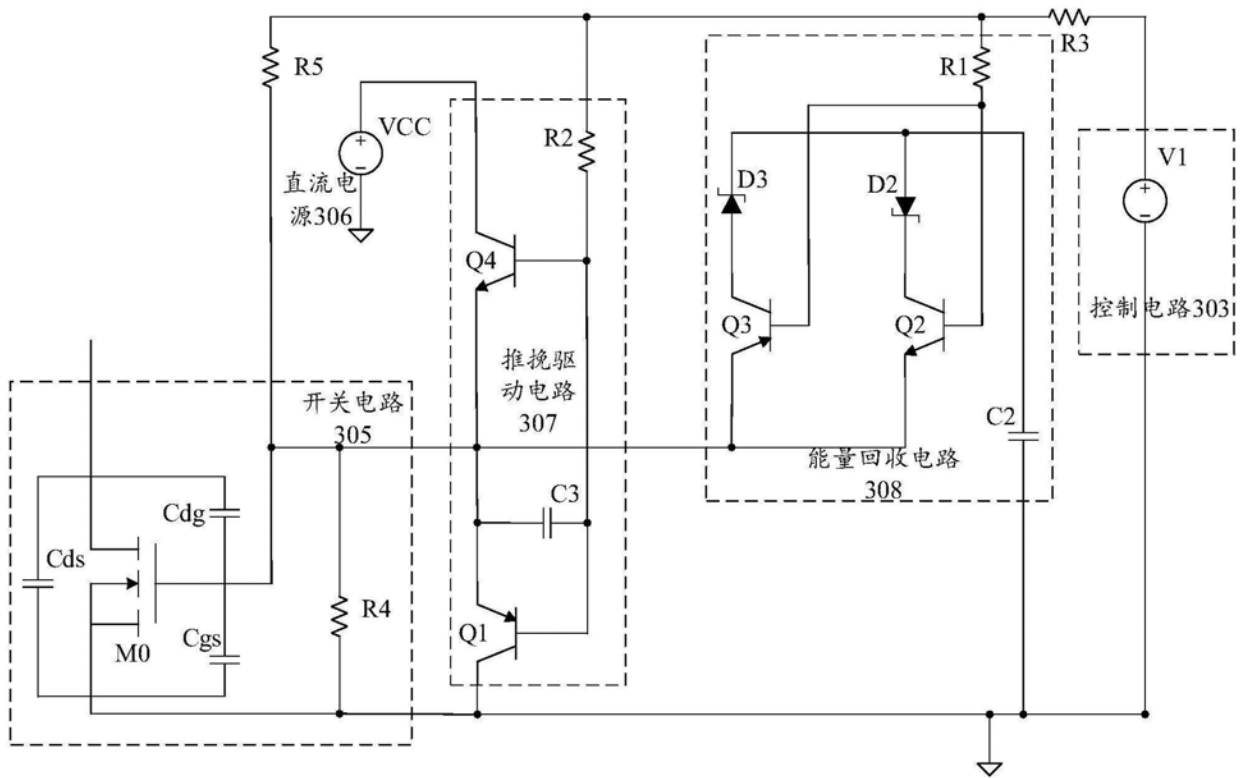 R3
R5
R1
VCC
R2
V1
直流电
源306
D3
D2
Q4
Q3
Q2
控制电路303
推挽驱
动电路
307
开关电路
305
C2
能量回收电路
308
C3
Cdg
Cds
R4
Q1
Cgs
M0